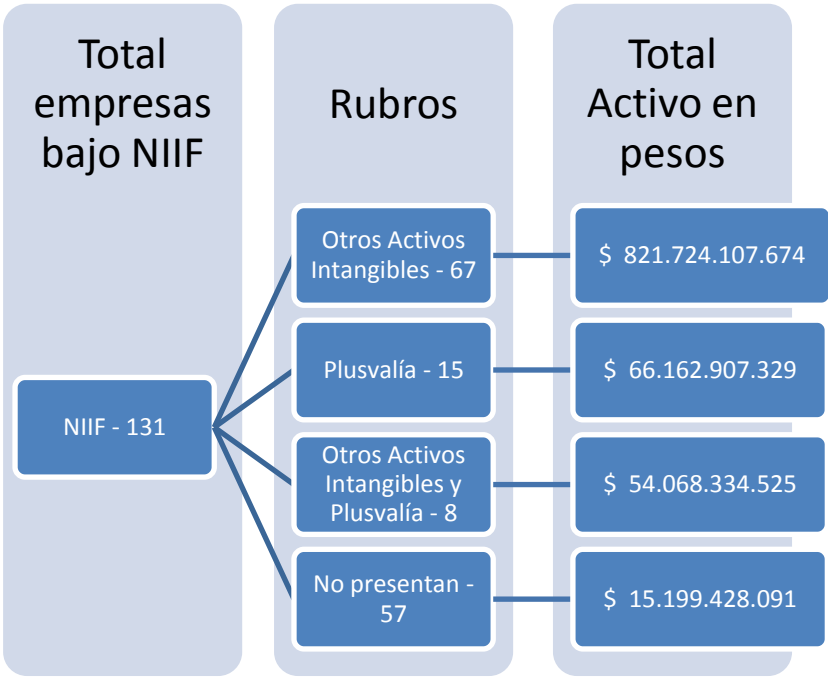 Total
empresas
bajo NIIF
NIIF - 131
Rubros
Otros Activos
Intangibles - 67
Plusvalía - 15
Otros Activos
Intangibles y
Plusvalía - 8
No presentan -
57
Total
Activo en
pesos
$ 821.724.107.674
$ 66.162.907.329
$ 54.068.334.525
$ 15.199.428.091